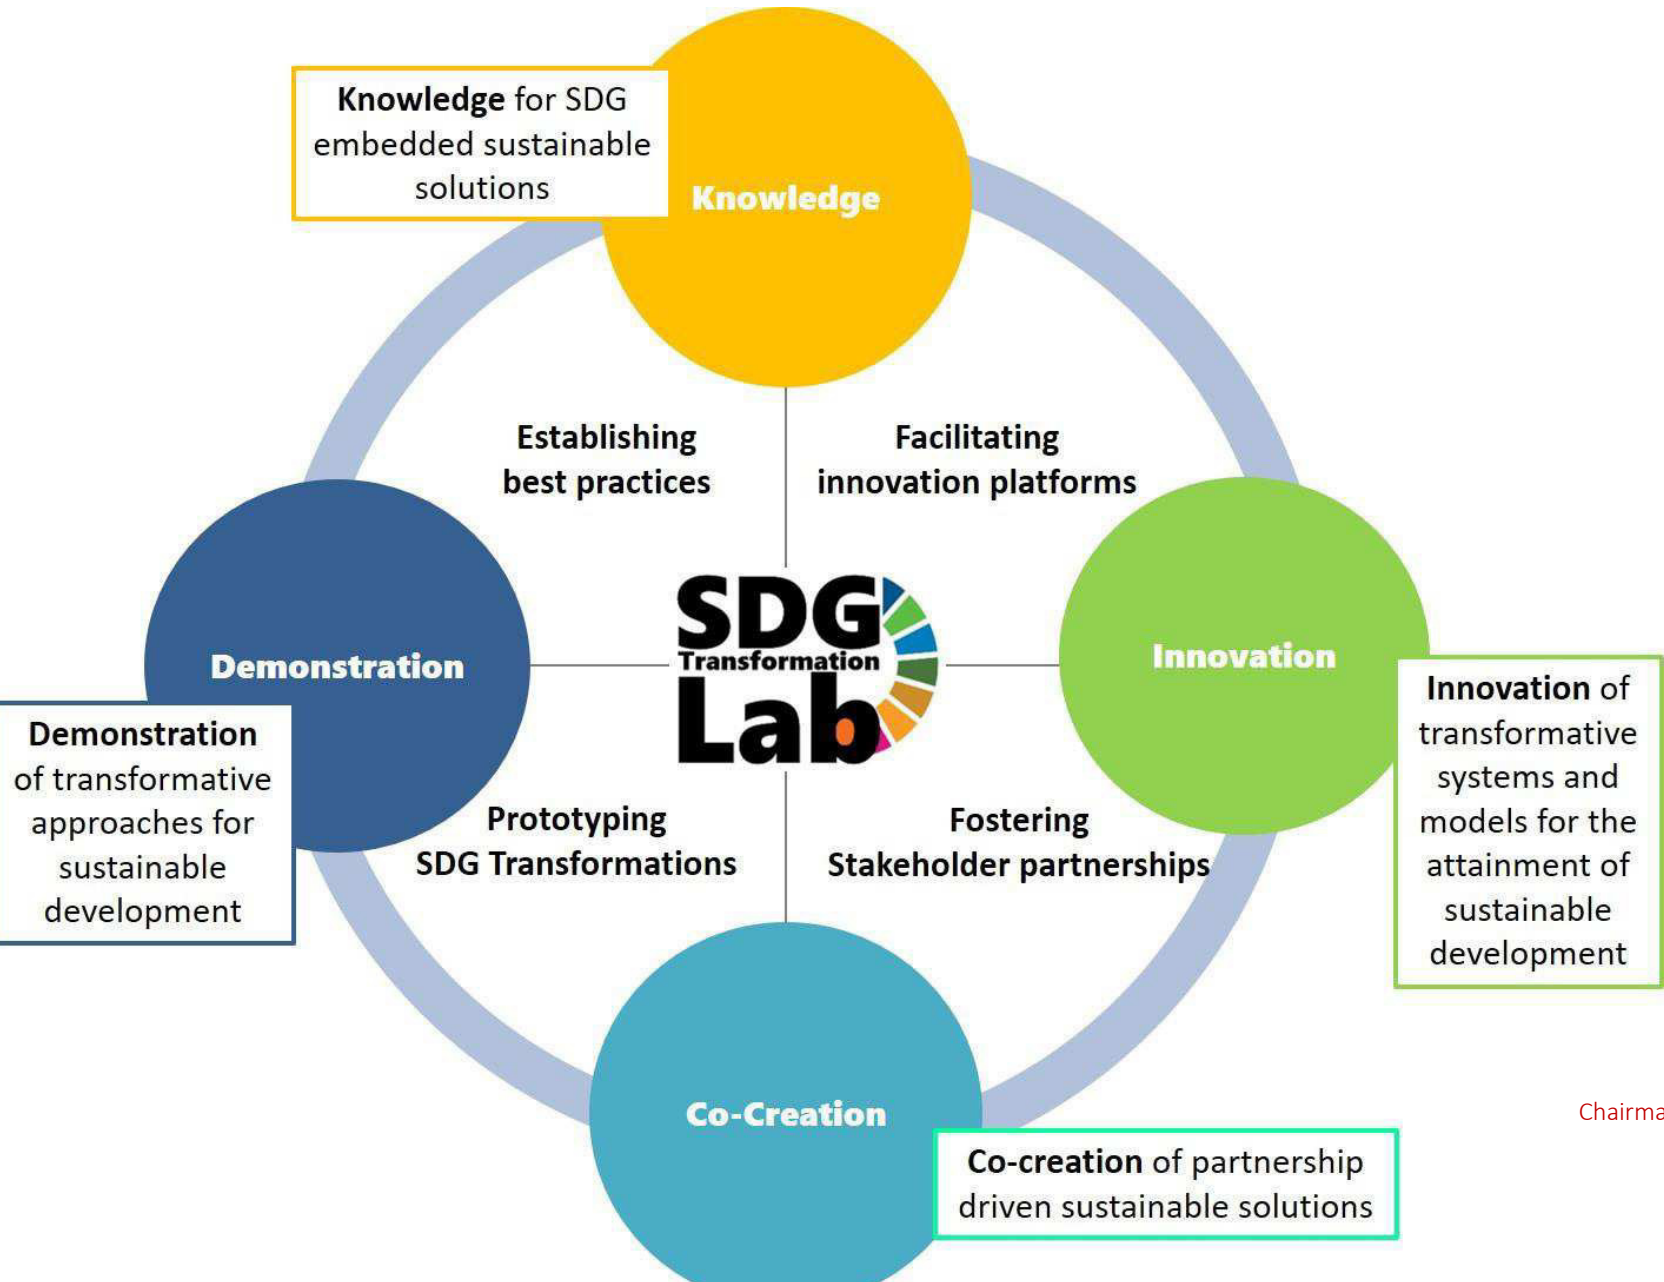 Knowledge for SDG
embedded sustainable
solutions
Knowledge
Establishing
best practices
Facilitating
innovation platforms
SDG
Transformation
Lab
Demonstration
Innovation
Demonstration
of transformative
approaches for
sustainable
development
Innovation of
transformative
systems and
models for the
attainment of
sustainable
development
Prototyping
SDG Transformations
Fostering
Stakeholder partnerships
Co-Creation
Co-creation of partnership
driven sustainable solutions
Chairma